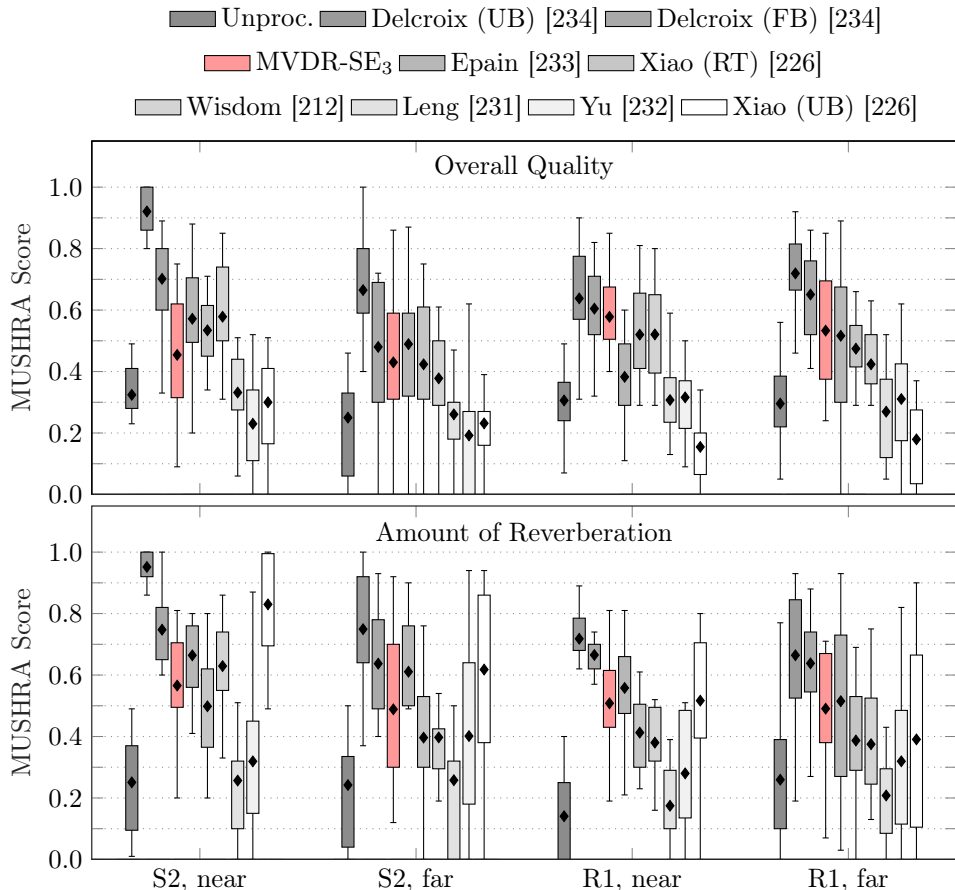 Unproc. Delcroix (UB) [234] Delcroix (FB) [234]
MVDR-SE₃ Epain [233] Xiao (RT) [226]
Wisdom [212] Leng [231] Yu [232] Xiao (UB) [226]
Overall Quality
1.0
0.8
0.6
0.4
0.2
0.0
MUSHRA Score
Amount of Reverberation
1.0
0.8
0.6
0.4
0.2
0.0
MUSHRA Score
S2, near S2, far R1, near R1, far